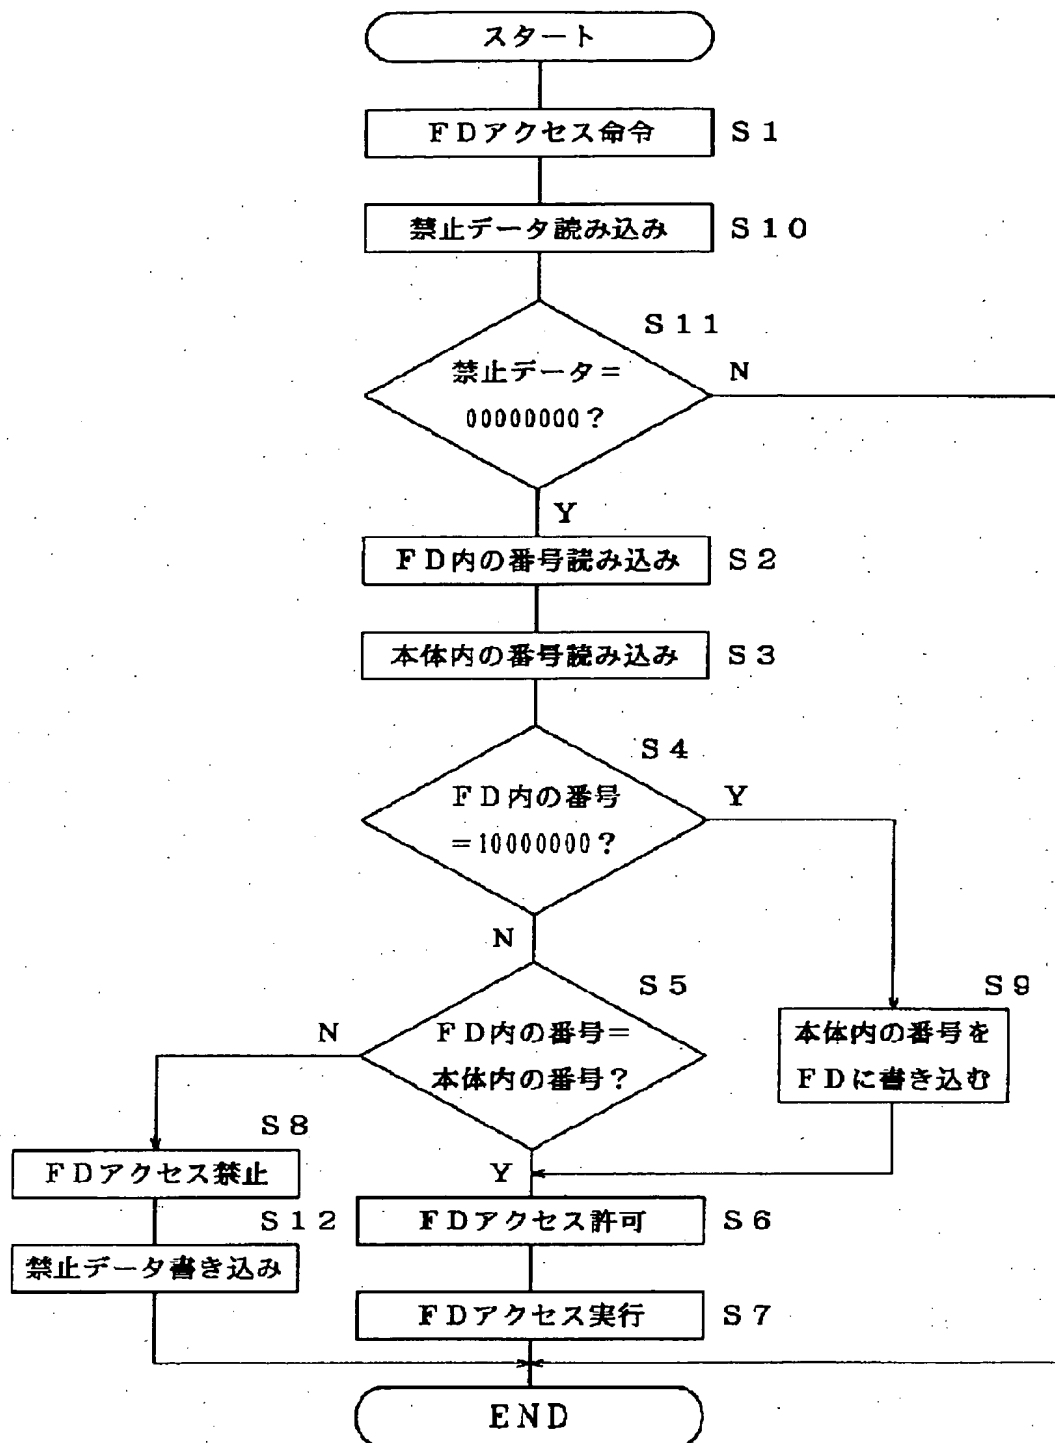 スタート
FDアクセス命令 S1
禁止データ読み込み S10
S11
禁止データ=
00000000?
N
Y
FD内の番号読み込み S2
本体内の番号読み込み S3
S4
FD内の番号
=10000000?
Y
N
S5
FD内の番号=
本体内の番号?
N
Y
S9
本体内の番号を
FDに書き込む
S8
FDアクセス禁止
S12
禁止データ書き込み
FDアクセス許可 S6
FDアクセス実行 S7
END